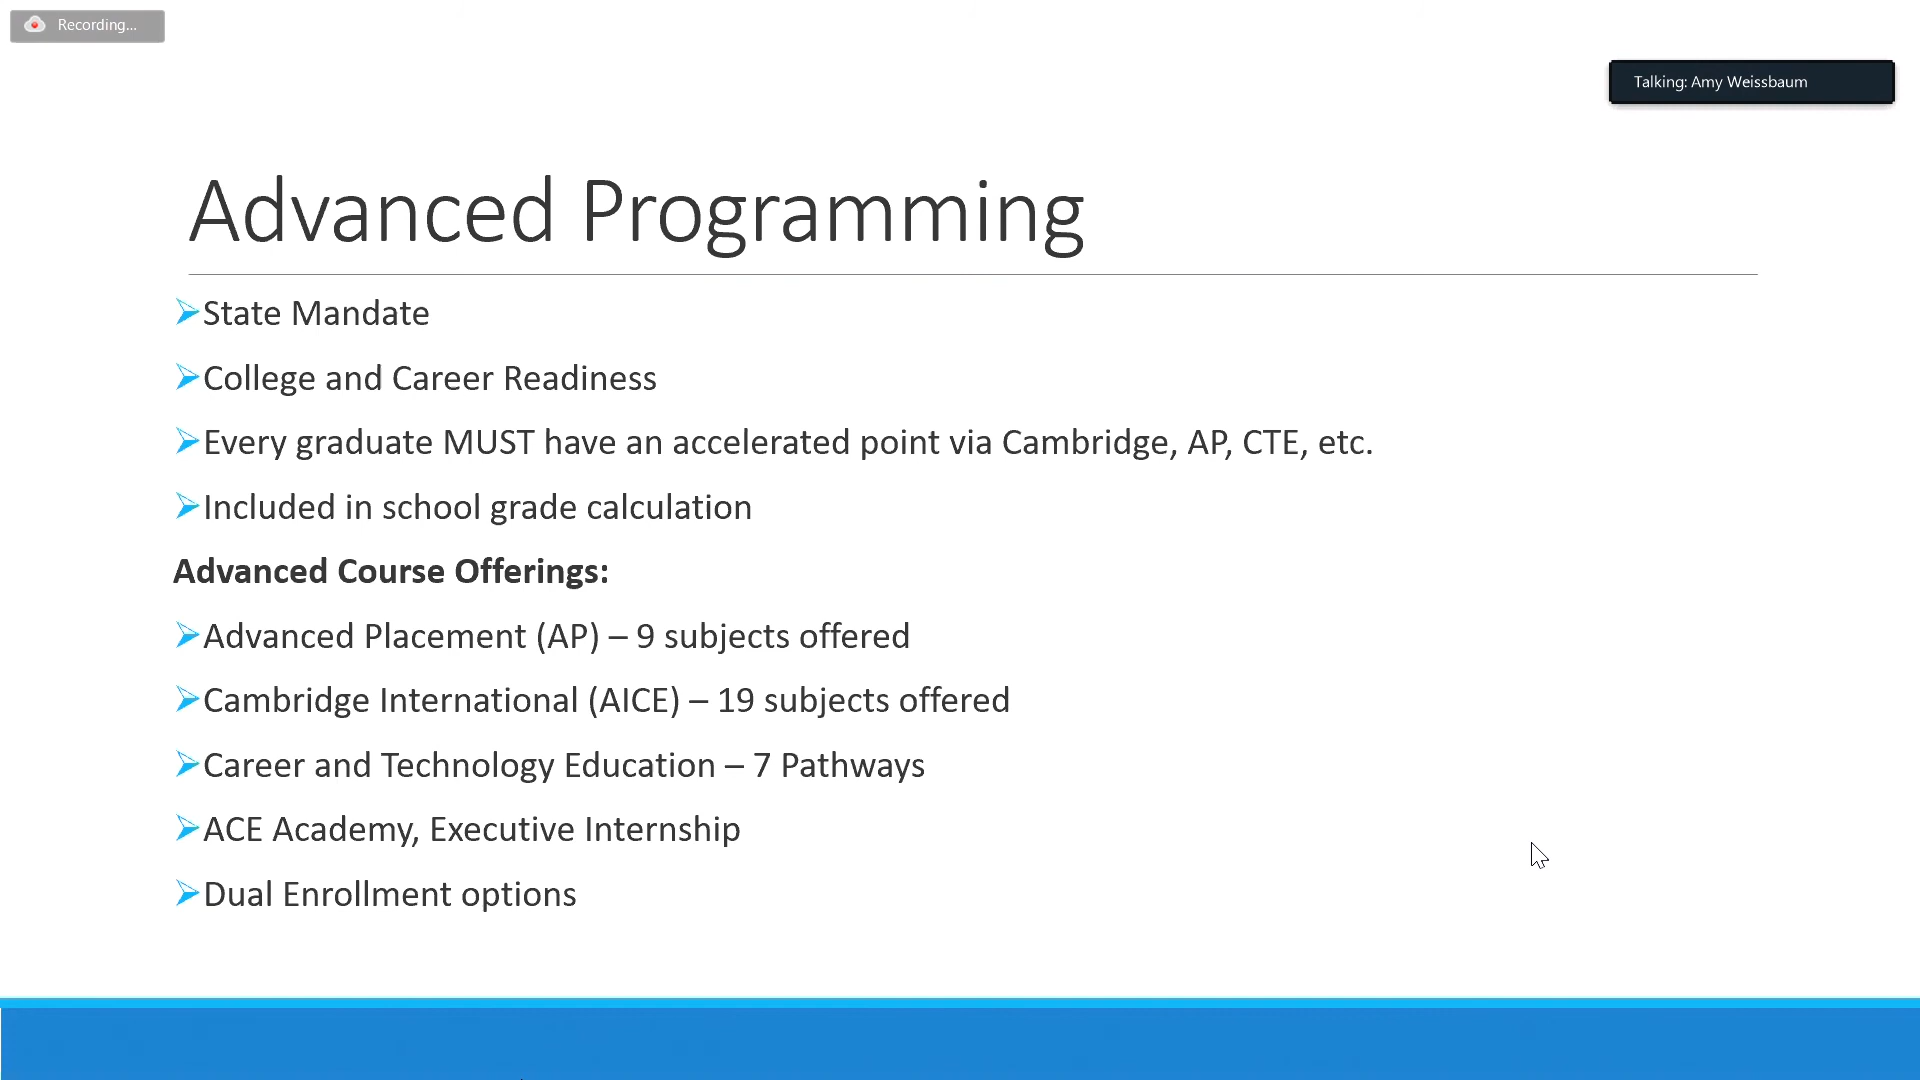 Recording...
Talking: Amy Weissbaum
Advanced Programming
State Mandate
College and Career Readiness
Every graduate MUST have an accelerated point via Cambridge, AP, CTE, etc.
Included in school grade calculation
Advanced Course Offerings:
Advanced Placement (AP) – 9 subjects offered
Cambridge International (AICE) – 19 subjects offered
Career and Technology Education – 7 Pathways
ACE Academy, Executive Internship
Dual Enrollment options